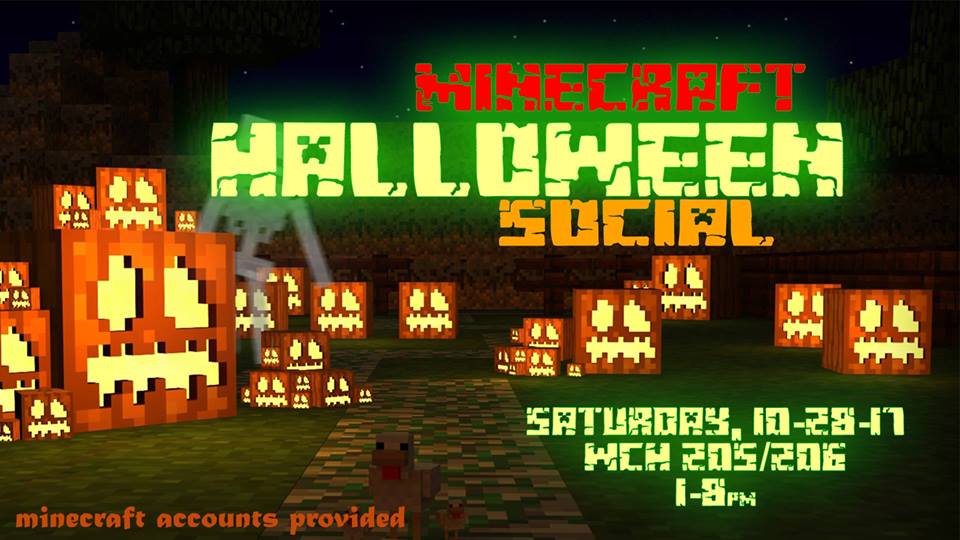 MINECRAFT
HALLOWEEN
SOCIAL
SATURDAY, 10-28-17
WCH 205/206
1-8PM
minecraft accounts provided